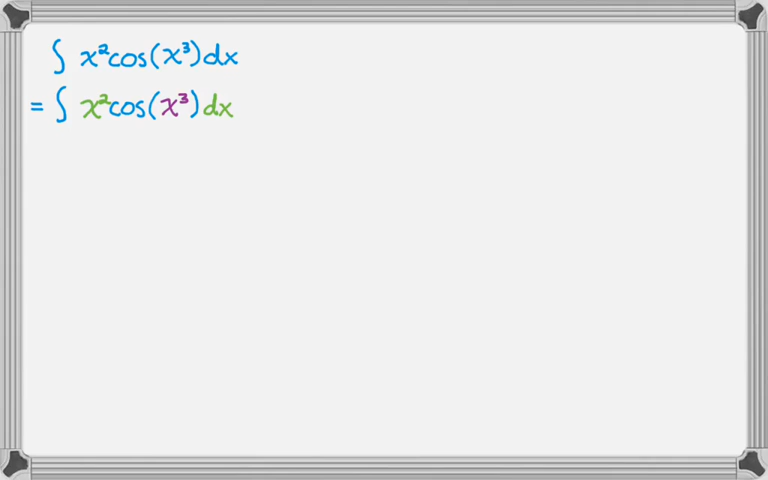 ∫ x²cos(x³)dx
= ∫ x²cos(x³)dx